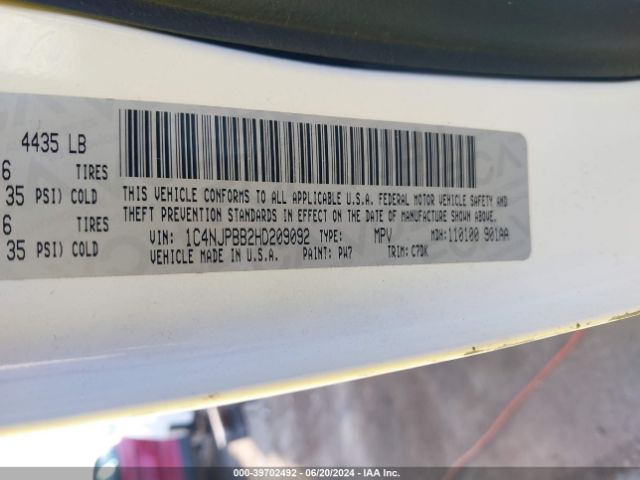 4435 LB
6 TIRES
35 PSI) COLD
6 TIRES
35 PSI) COLD
THIS VEHICLE CONFORMS TO ALL APPLICABLE U.S.A. FEDERAL MOTOR VEHICLE SAFETY AND
THEFT PREVENTION STANDARDS IN EFFECT ON THE DATE OF MANUFACTURE SHOWN ABOVE.
VIN: 1C4NJPBB2HD209092 TYPE: MPV MDH: 110100 901AA
VEHICLE MADE IN U.S.A. PAINT: PW7 TRIM: C7DK
000-39702492 - 06/20/2024 - IAA Inc.